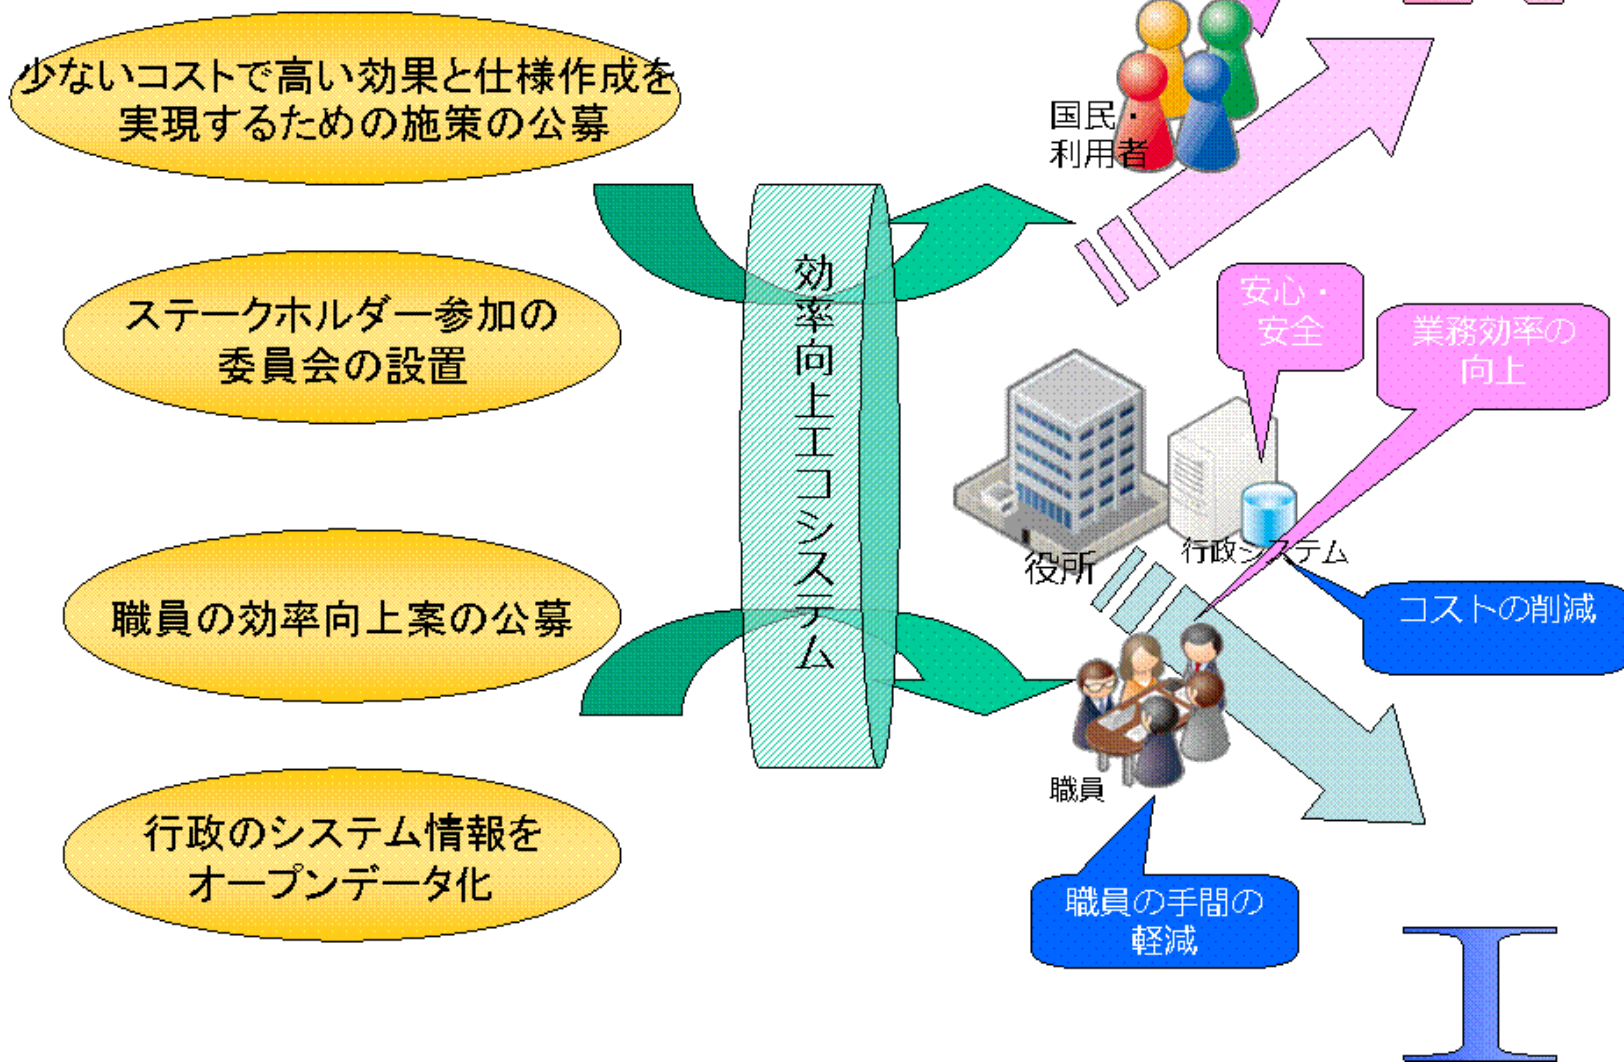 少ないコストで高い効果と仕様作成を
実現するための施策の公募
ステークホルダー参加の
委員会の設置
職員の効率向上案の公募
行政のシステム情報を
オープンデータ化
効率向上エコシステム
国民・
利用者
安心・
安全
業務効率の
向上
役所
行政システム
コストの削減
職員
職員の手間の
軽減
I